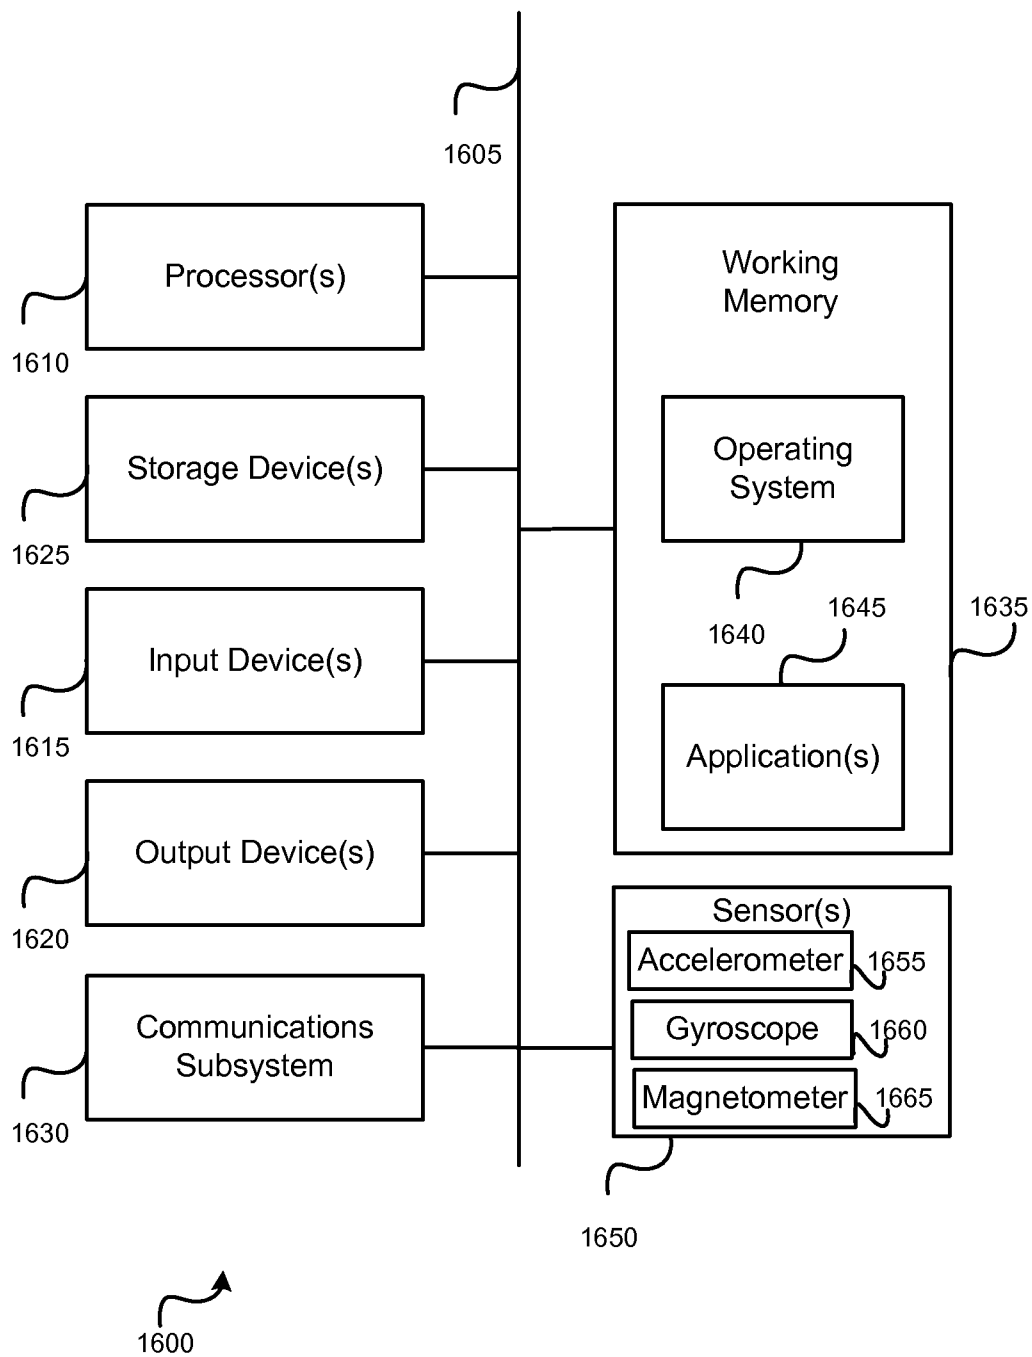 1605
Processor(s)
1610
Storage Device(s)
1625
Input Device(s)
1615
Output Device(s)
1620
Communications
Subsystem
1630
Working
Memory
Operating
System
1640
1645
1635
Application(s)
Sensor(s)
Accelerometer
1655
Gyroscope
1660
Magnetometer
1665
1650
1600